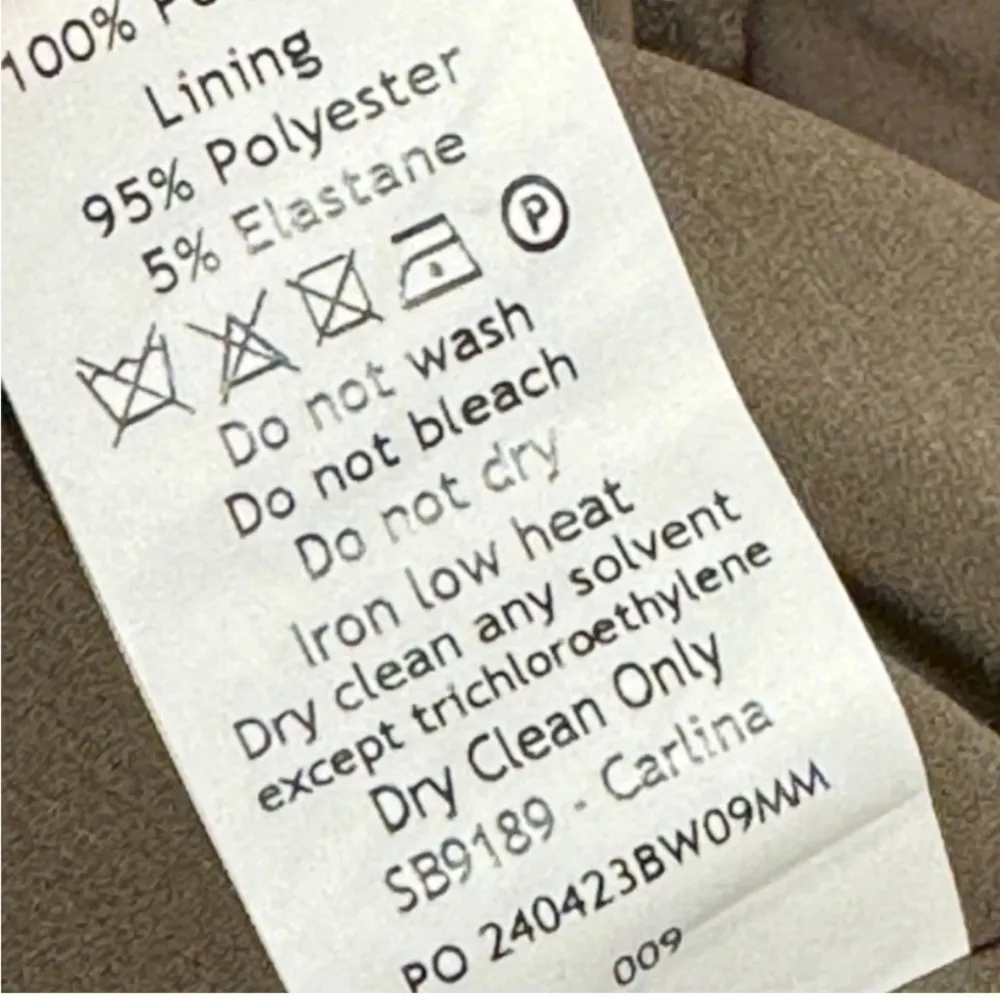 100%
Lining
95% Polyester
5% Elastane
P
Do not wash
Do not bleach
Do not dry
Iron low heat
Dry clean any solvent
except trichloroethylene
Dry Clean Only
SB9189 - Carlina
PO 240423BW09MM
009